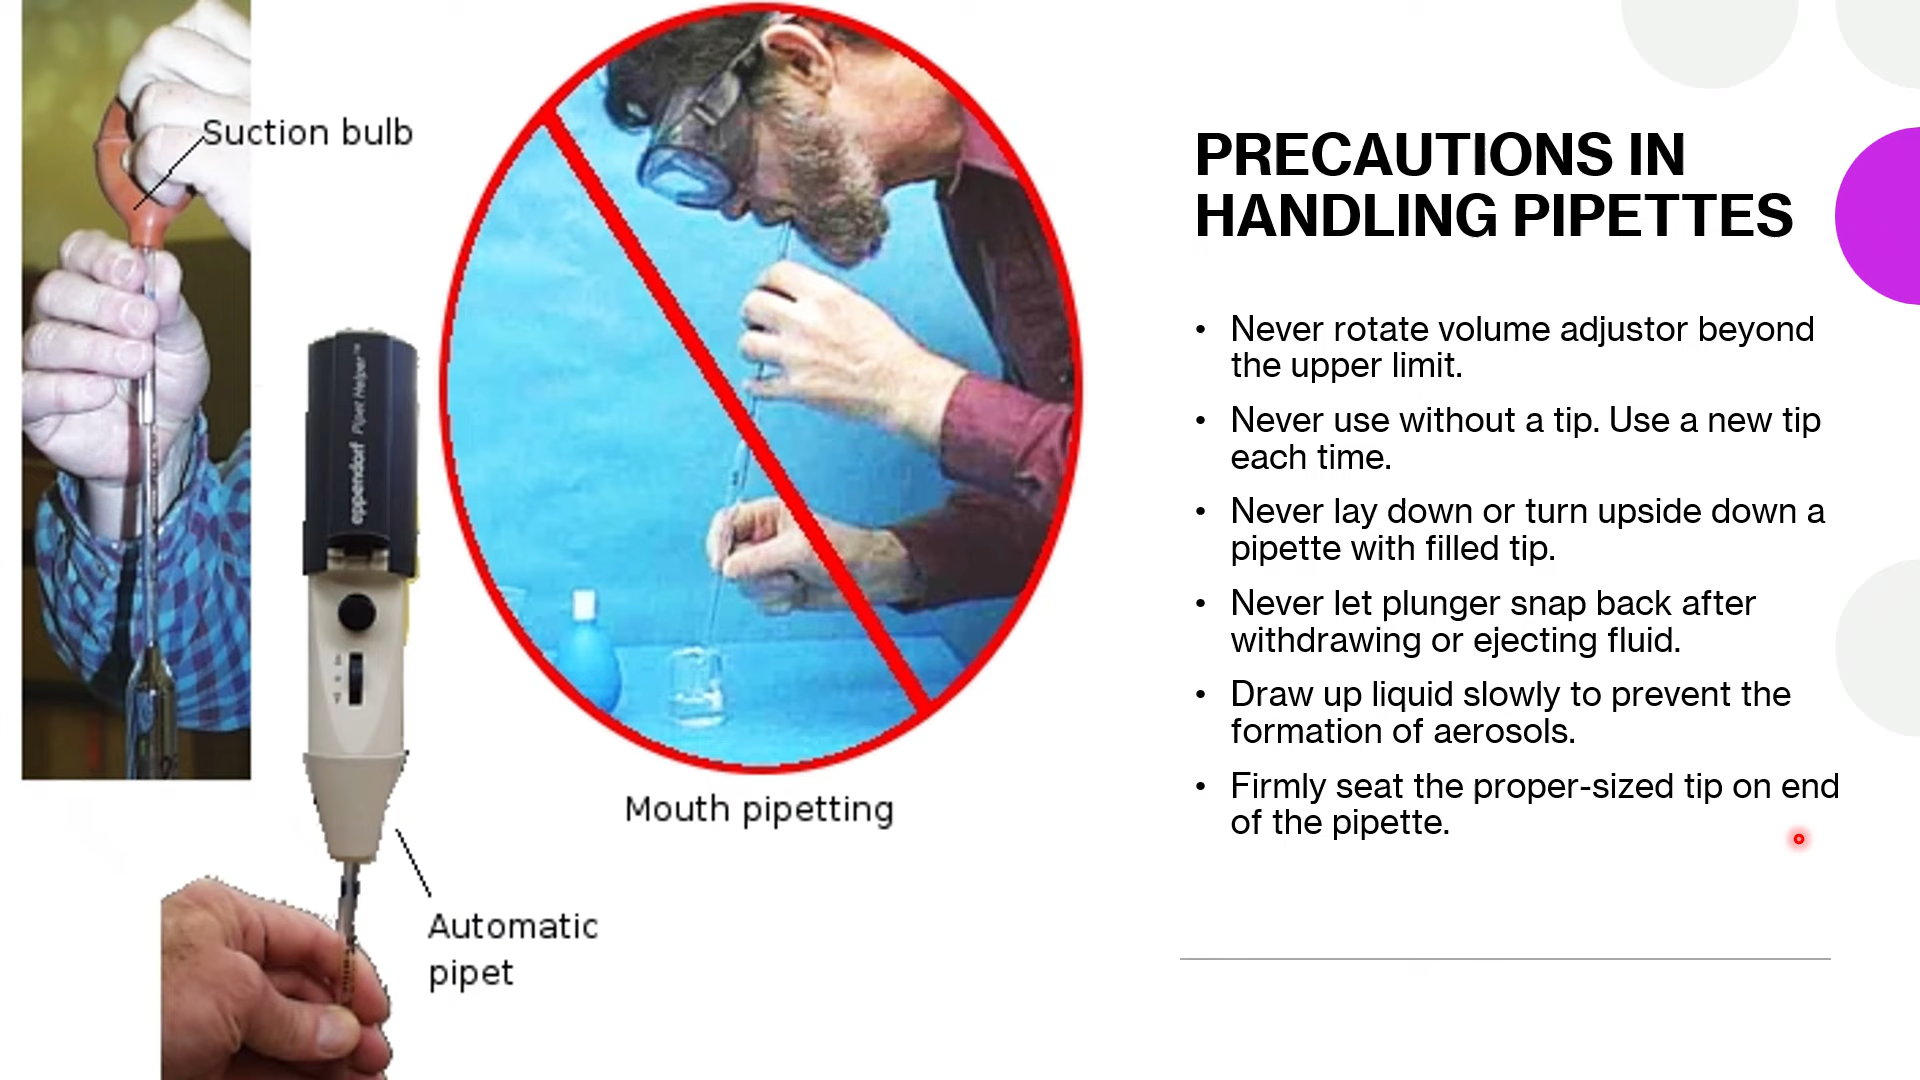 Suction bulb
PRECAUTIONS IN
HANDLING PIPETTES
• Never rotate volume adjustor beyond
the upper limit.
• Never use without a tip. Use a new tip
each time.
• Never lay down or turn upside down a
pipette with filled tip.
• Never let plunger snap back after
withdrawing or ejecting fluid.
• Draw up liquid slowly to prevent the
formation of aerosols.
• Firmly seat the proper-sized tip on end
of the pipette.
eppendorf Pipet Helper™
Mouth pipetting
Automatic
pipet